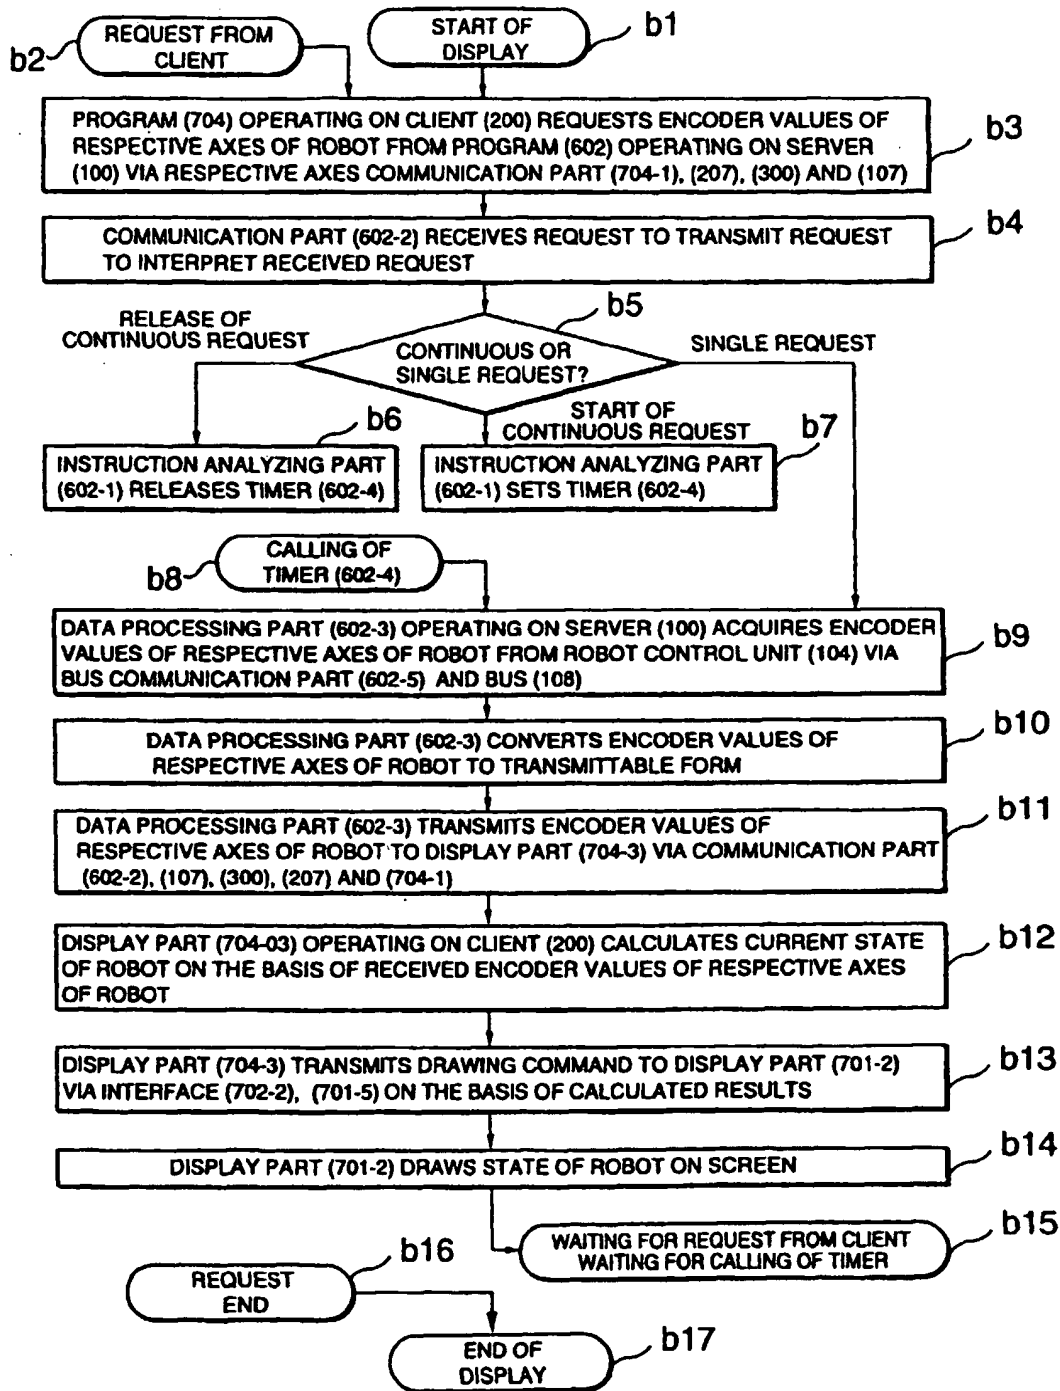 b2
REQUEST FROM
CLIENT
START OF
DISPLAY
b1
PROGRAM (704) OPERATING ON CLIENT (200) REQUESTS ENCODER VALUES OF
RESPECTIVE AXES OF ROBOT FROM PROGRAM (602) OPERATING ON SERVER
(100) VIA RESPECTIVE AXES COMMUNICATION PART (704-1), (207), (300) AND (107)
b3
COMMUNICATION PART (602-2) RECEIVES REQUEST TO TRANSMIT REQUEST
TO INTERPRET RECEIVED REQUEST
b4
RELEASE OF
CONTINUOUS REQUEST
CONTINUOUS OR
SINGLE REQUEST?
b5
SINGLE REQUEST
START OF
CONTINUOUS REQUEST
b6
INSTRUCTION ANALYZING PART
(602-1) RELEASES TIMER (602-4)
b7
INSTRUCTION ANALYZING PART
(602-1) SETS TIMER (602-4)
b8
CALLING OF
TIMER (602-4)
DATA PROCESSING PART (602-3) OPERATING ON SERVER (100) ACQUIRES ENCODER
VALUES OF RESPECTIVE AXES OF ROBOT FROM ROBOT CONTROL UNIT (104) VIA
BUS COMMUNICATION PART (602-5) AND BUS (108)
b9
DATA PROCESSING PART (602-3) CONVERTS ENCODER VALUES OF
RESPECTIVE AXES OF ROBOT TO TRANSMITTABLE FORM
b10
DATA PROCESSING PART (602-3) TRANSMITS ENCODER VALUES OF
RESPECTIVE AXES OF ROBOT TO DISPLAY PART (704-3) VIA COMMUNICATION PART
(602-2), (107), (300), (207) AND (704-1)
b11
DISPLAY PART (704-03) OPERATING ON CLIENT (200) CALCULATES CURRENT STATE
OF ROBOT ON THE BASIS OF RECEIVED ENCODER VALUES OF RESPECTIVE AXES
OF ROBOT
b12
DISPLAY PART (704-3) TRANSMITS DRAWING COMMAND TO DISPLAY PART (701-2)
VIA INTERFACE (702-2), (701-5) ON THE BASIS OF CALCULATED RESULTS
b13
DISPLAY PART (701-2) DRAWS STATE OF ROBOT ON SCREEN
b14
WAITING FOR REQUEST FROM CLIENT
WAITING FOR CALLING OF TIMER
b15
REQUEST
END
b16
END OF
DISPLAY
b17